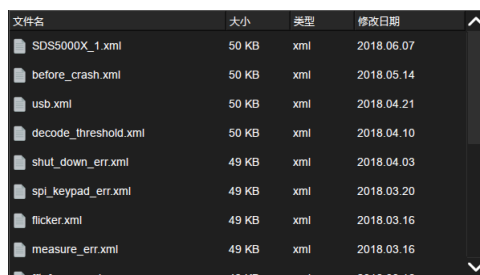 文件名 大小 类型 修改日期
SDS5000X_1.xml 50 KB xml 2018.06.07
before_crash.xml 50 KB xml 2018.05.14
usb.xml 50 KB xml 2018.04.21
decode_threshold.xml 50 KB xml 2018.04.10
shut_down_err.xml 49 KB xml 2018.04.03
spi_keypad_err.xml 49 KB xml 2018.03.20
flicker.xml 49 KB xml 2018.03.16
measure_err.xml 49 KB xml 2018.03.16